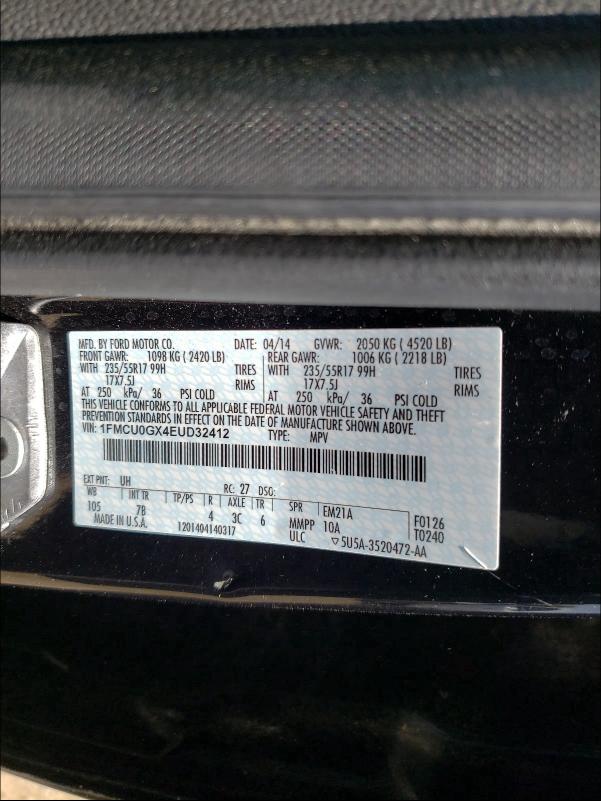 MFD. BY FORD MOTOR CO. DATE: 04/14 GVWR: 2050 KG ( 4520 LB)
FRONT GAWR: 1098 KG ( 2420 LB) REAR GAWR: 1006 KG ( 2218 LB)
WITH 235/55R17 99H TIRES WITH 235/55R17 99H TIRES
17X7.5J RIMS 17X7.5J RIMS
AT 250 kPa/ 36 PSI COLD AT 250 kPa/ 36 PSI COLD
THIS VEHICLE CONFORMS TO ALL APPLICABLE FEDERAL MOTOR VEHICLE SAFETY AND THEFT
PREVENTION STANDARDS IN EFFECT ON THE DATE OF MANUFACTURE SHOWN ABOVE.
VIN: 1FMCU0GX4EUD32412 TYPE: MPV
EXT PNT: UH RC: 27 DSO:
WB INT TR TP/PS R AXLE TR SPR EM21A F0126
105 7B 4 3C 6 MMPP 10A T0240
MADE IN U.S.A. 1201404140317 ULC ▽5U5A-3520472-AA